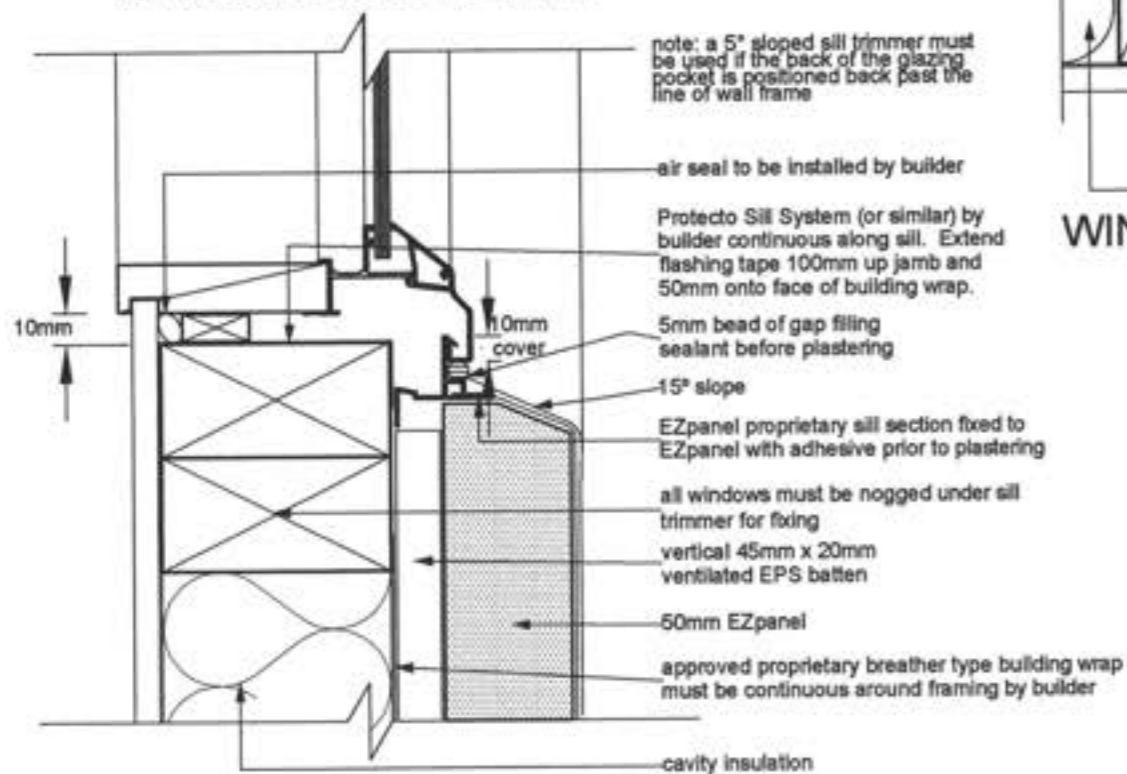 note: a 5° sloped sill trimmer must
be used if the back of the glazing
pocket is positioned back past the
line of wall frame
air seal to be installed by builder
Protecto Sill System (or similar) by
builder continuous along sill. Extend
flashing tape 100mm up jamb and
50mm onto face of building wrap.
10mm
10mm
cover
5mm bead of gap filling
sealant before plastering
15° slope
EZpanel proprietary sill section fixed to
EZpanel with adhesive prior to plastering
all windows must be nogged under sill
trimmer for fixing
vertical 45mm x 20mm
ventilated EPS batten
50mm EZpanel
approved proprietary breather type building wrap
must be continuous around framing by builder
cavity insulation
WIN